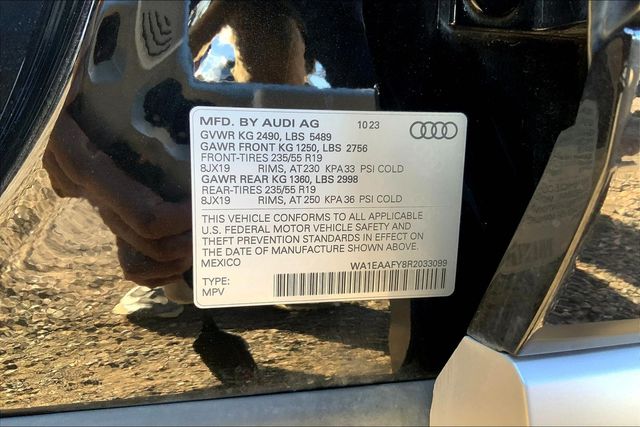 MFD. BY AUDI AG 10 23
GVWR KG 2490, LBS 5489
GAWR FRONT KG 1250, LBS 2756
FRONT-TIRES 235/55 R19
8JX19 RIMS, AT 230 KPA 33 PSI COLD
GAWR REAR KG 1360, LBS 2998
REAR-TIRES 235/55 R19
8JX19 RIMS, AT 250 KPA 36 PSI COLD
THIS VEHICLE CONFORMS TO ALL APPLICABLE
U.S. FEDERAL MOTOR VEHICLE SAFETY AND
THEFT PREVENTION STANDARDS IN EFFECT ON
THE DATE OF MANUFACTURE SHOWN ABOVE.
MEXICO WA1EAAFY8R2033099
TYPE:
MPV